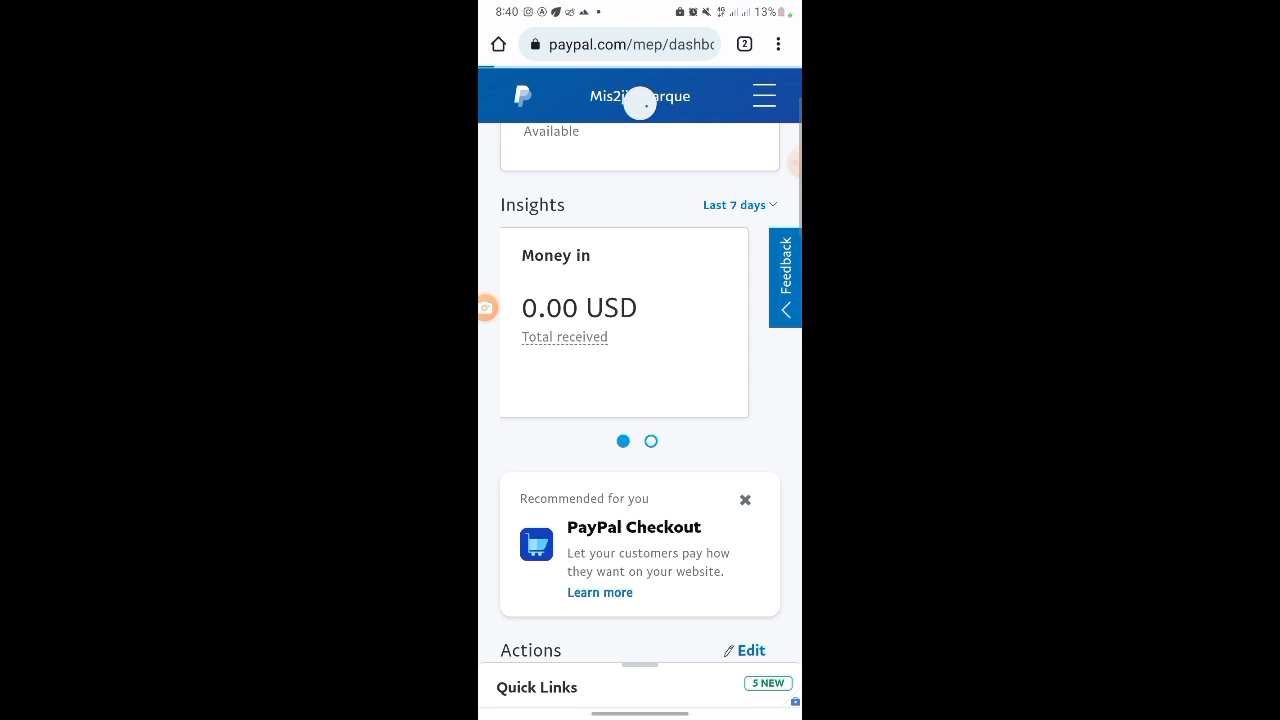 8:40 13%
paypal.com/mep/dashbo 2
Available
Insights Last 7 days
Money in
0.00 USD
Total received
Feedback
Recommended for you
PayPal Checkout
Let your customers pay how
they want on your website.
Learn more
Actions Edit
Quick Links 5 NEW